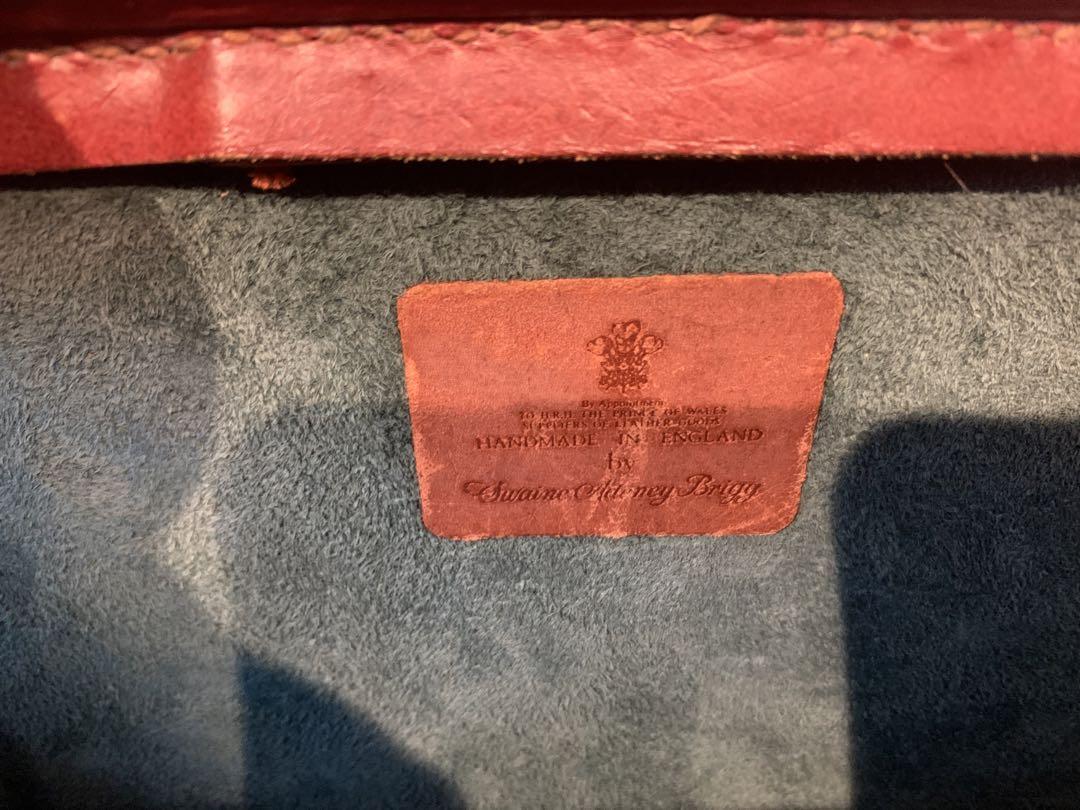 By Appointment
TO H.R.H. THE PRINCE OF WALES
SUPPLIERS OF LEATHER GOODS
HANDMADE IN ENGLAND
by
Swaine Adeney Brigg